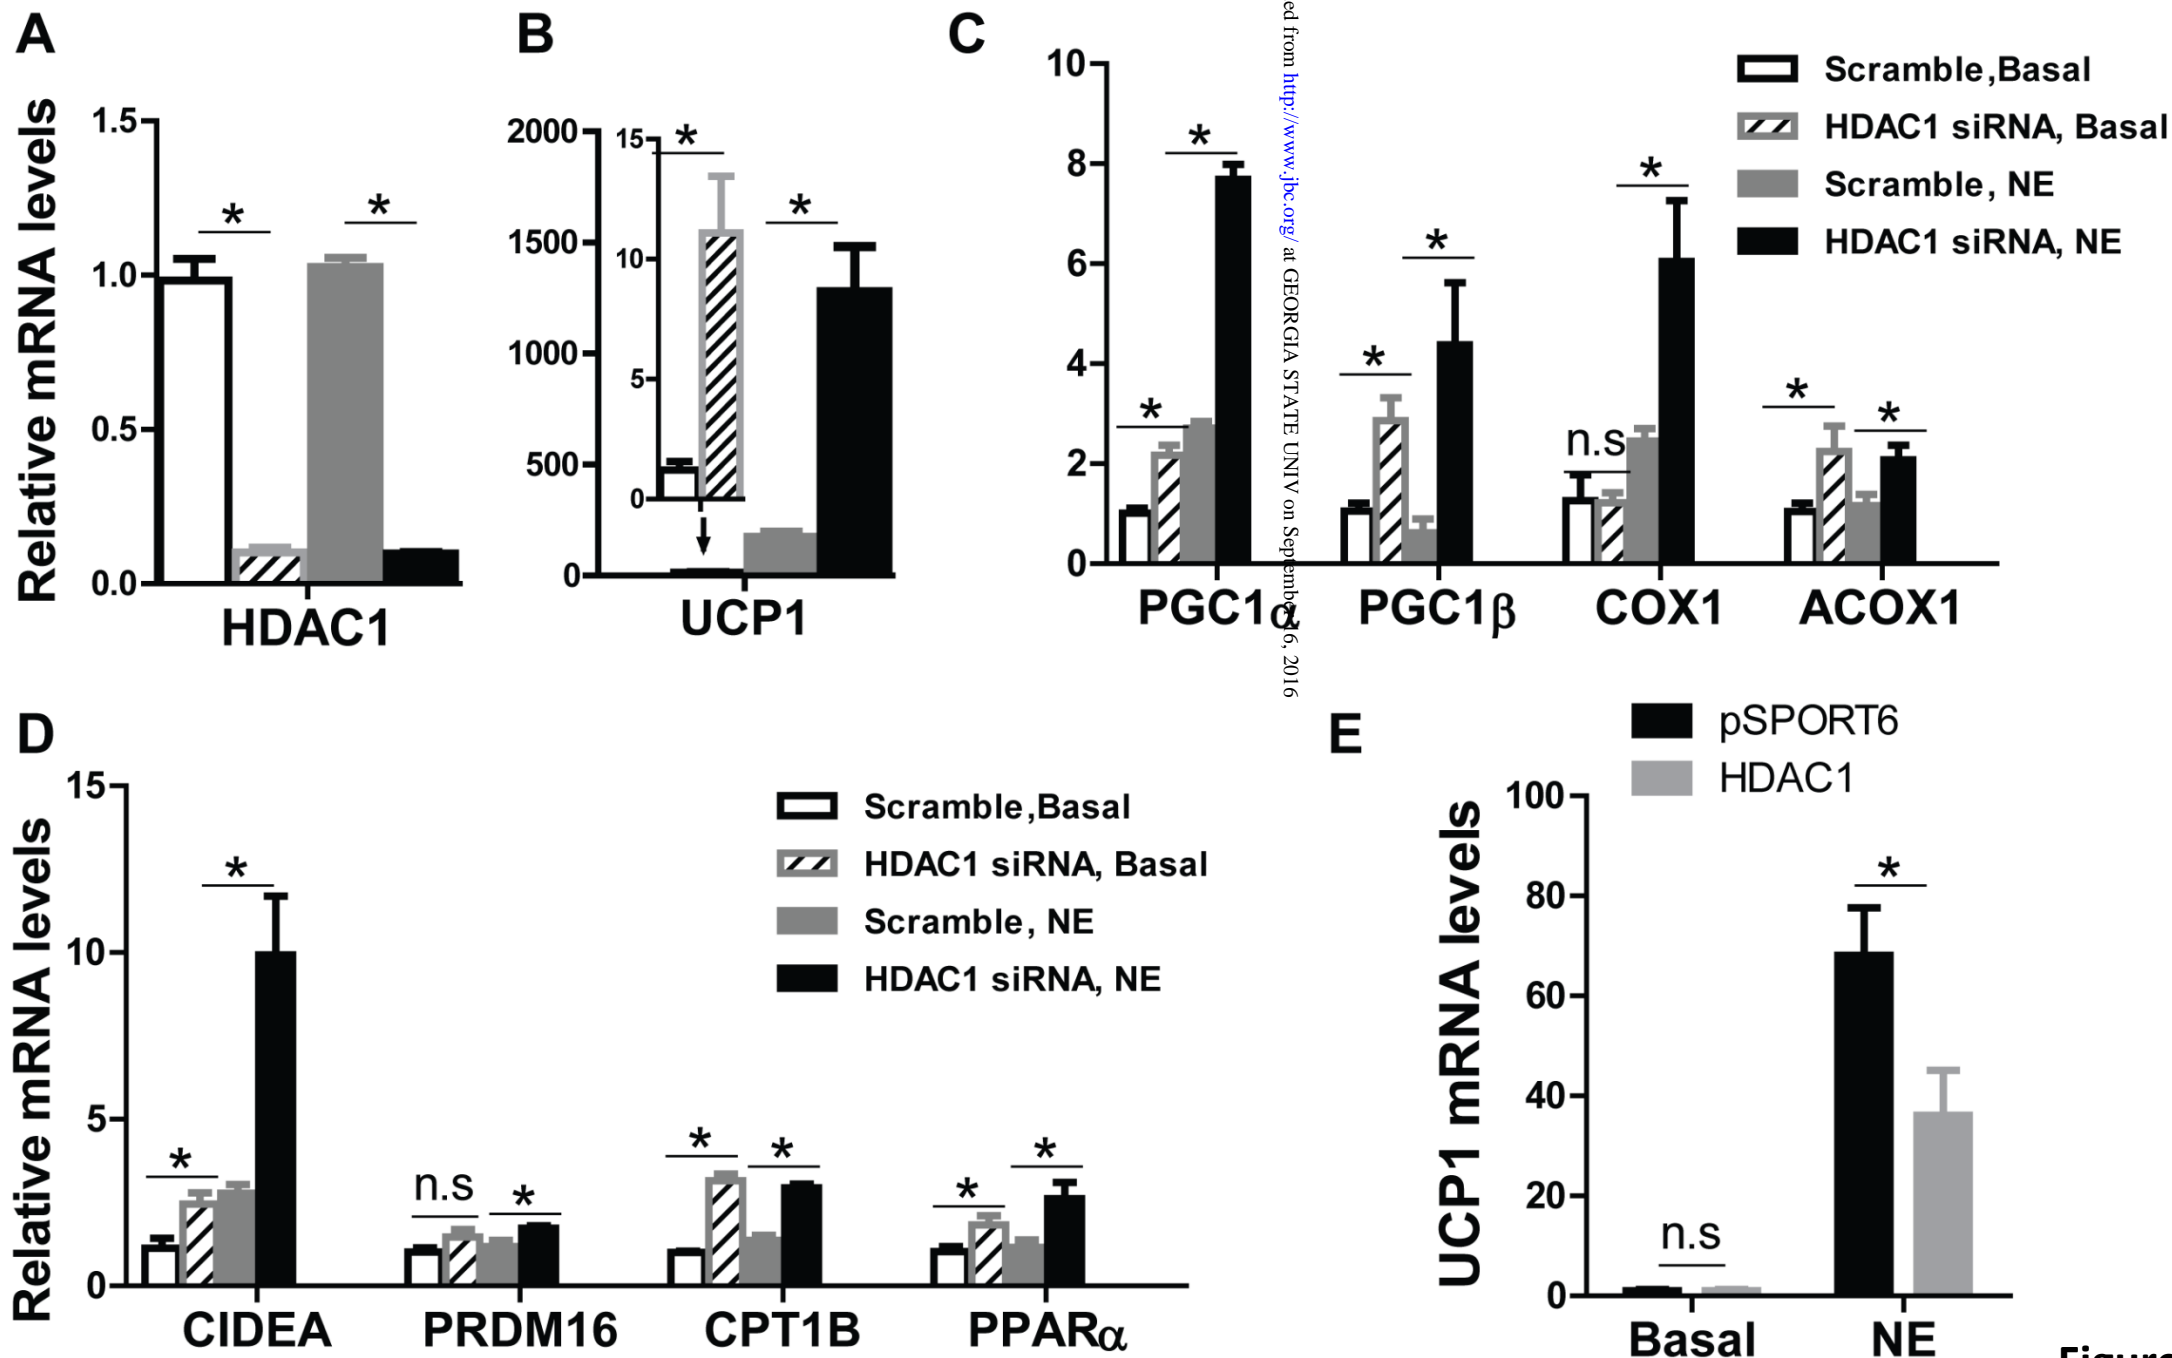 A
Relative mRNA levels
1.5
1.0
0.5
0.0
*
*
HDAC1
B
2000
1500
1000
500
0
15
10
5
0
*
*
UCP1
C
10
8
6
4
2
0
*
*
*
*
n.s
*
*
*
PGC1α
PGC1β
COX1
ACOX1
Scramble,Basal
HDAC1 siRNA, Basal
Scramble, NE
HDAC1 siRNA, NE
ed from http://www.jbc.org/ at GEORGIA STATE UNIV on September 16, 2016
D
Relative mRNA levels
15
10
5
0
*
*
n.s
*
*
*
*
*
CIDEA
PRDM16
CPT1B
PPARα
Scramble,Basal
HDAC1 siRNA, Basal
Scramble, NE
HDAC1 siRNA, NE
E
pSPORT6
HDAC1
UCP1 mRNA levels
100
80
60
40
20
0
n.s
*
Basal
NE